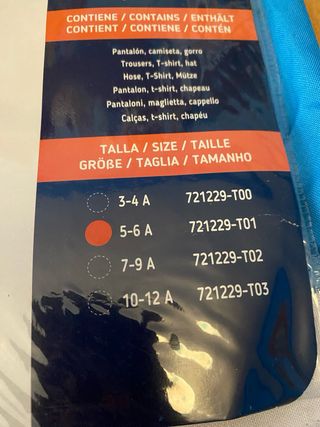 CONTIENE / CONTAINS / ENTHÄLT
CONTIENT / CONTIENE / CONTÉN
Pantalón, camiseta, gorro
Trousers, T-shirt, hat
Hose, T-Shirt, Mütze
Pantalon, t-shirt, chapeau
Pantaloni, maglietta, cappello
Calças, t-shirt, chapéu
TALLA / SIZE / TAILLE
GRÖßE / TAGLIA / TAMANHO
3-4 A 721229-T00
5-6 A 721229-T01
7-9 A 721229-T02
10-12 A 721229-T03